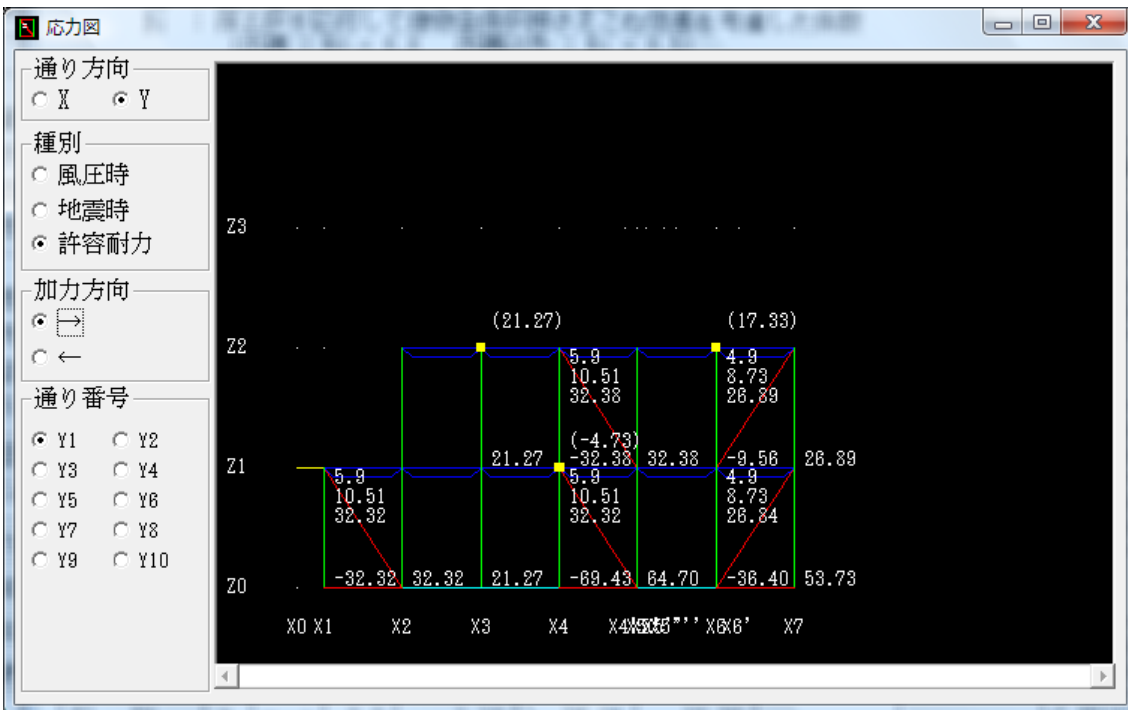 応力図
通り方向
X Y
種別
風圧時
地震時
許容耐力
加力方向
→
←
通り番号
Y1 Y2
Y3 Y4
Y5 Y6
Y7 Y8
Y9 Y10
Z3
(21.27) (17.33)
Z2
5.9 4.9
10.51 8.73
32.38 26.89
(-4.73)
Z1 21.27 -32.38 32.38 -9.56 26.89
5.9 5.9 4.9
10.51 10.51 8.73
32.32 32.32 26.84
Z0 -32.32 32.32 21.27 -69.43 64.70 -36.40 53.73
X0 X1 X2 X3 X4 X6' X7